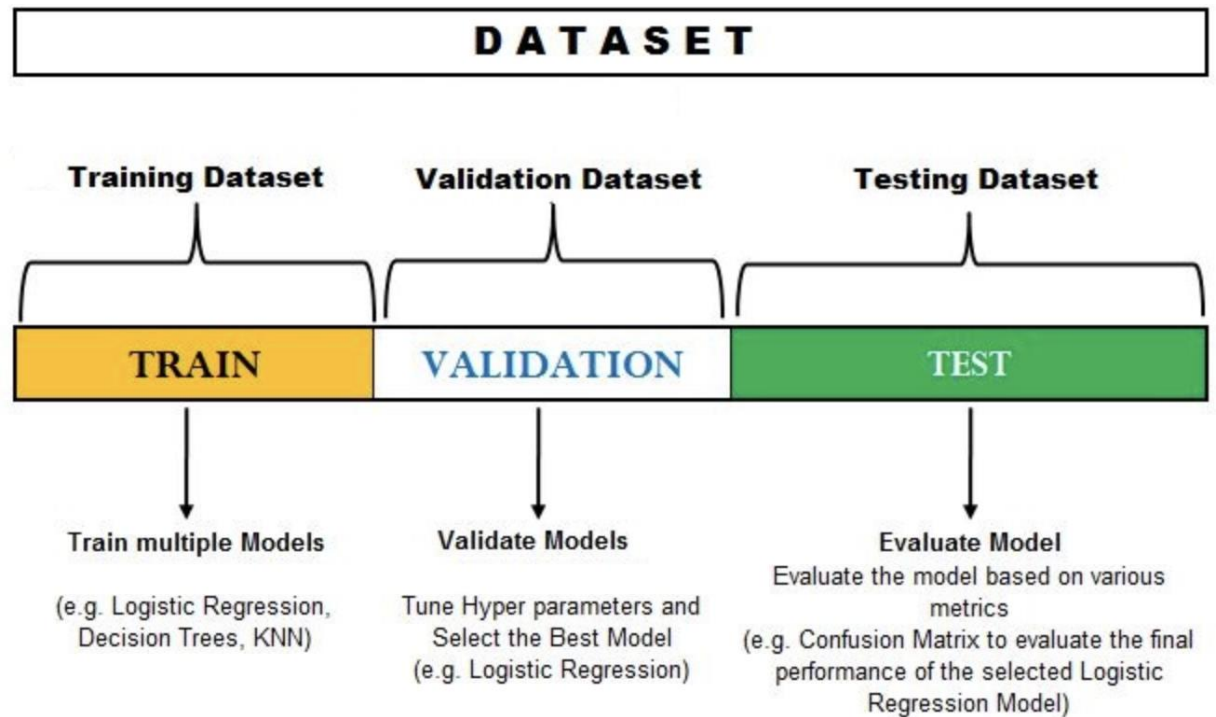 DATASET
Training Dataset
Validation Dataset
Testing Dataset
TRAIN
VALIDATION
TEST
Train multiple Models
(e.g. Logistic Regression,
Decision Trees, KNN)
Validate Models
Tune Hyper parameters and
Select the Best Model
(e.g. Logistic Regression)
Evaluate Model
Evaluate the model based on various
metrics
(e.g. Confusion Matrix to evaluate the final
performance of the selected Logistic
Regression Model)